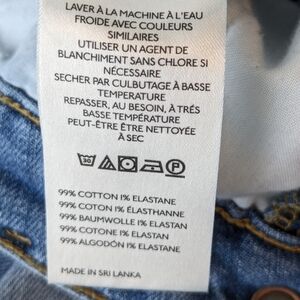 LAVER À LA MACHINE À L'EAU
FROIDE AVEC COULEURS
SIMILAIRES
UTILISER UN AGENT DE
BLANCHIMENT SANS CHLORE SI
NÉCESSAIRE
SECHER PAR CULBUTAGE À BASSE
TEMPERATURE
REPASSER, AU BESOIN, À TRÉS
BASSE TEMPÉRATURE
PEUT-ÊTRE ÊTRE NETTOYÉE
À SEC
99% COTTON 1% ELASTANE
99% COTON 1% ÉLASTHANNE
99% BAUMWOLLE 1% ELASTAN
99% COTONE 1% ELASTAN
99% ALGODÓN 1% ELASTANE
MADE IN SRI LANKA